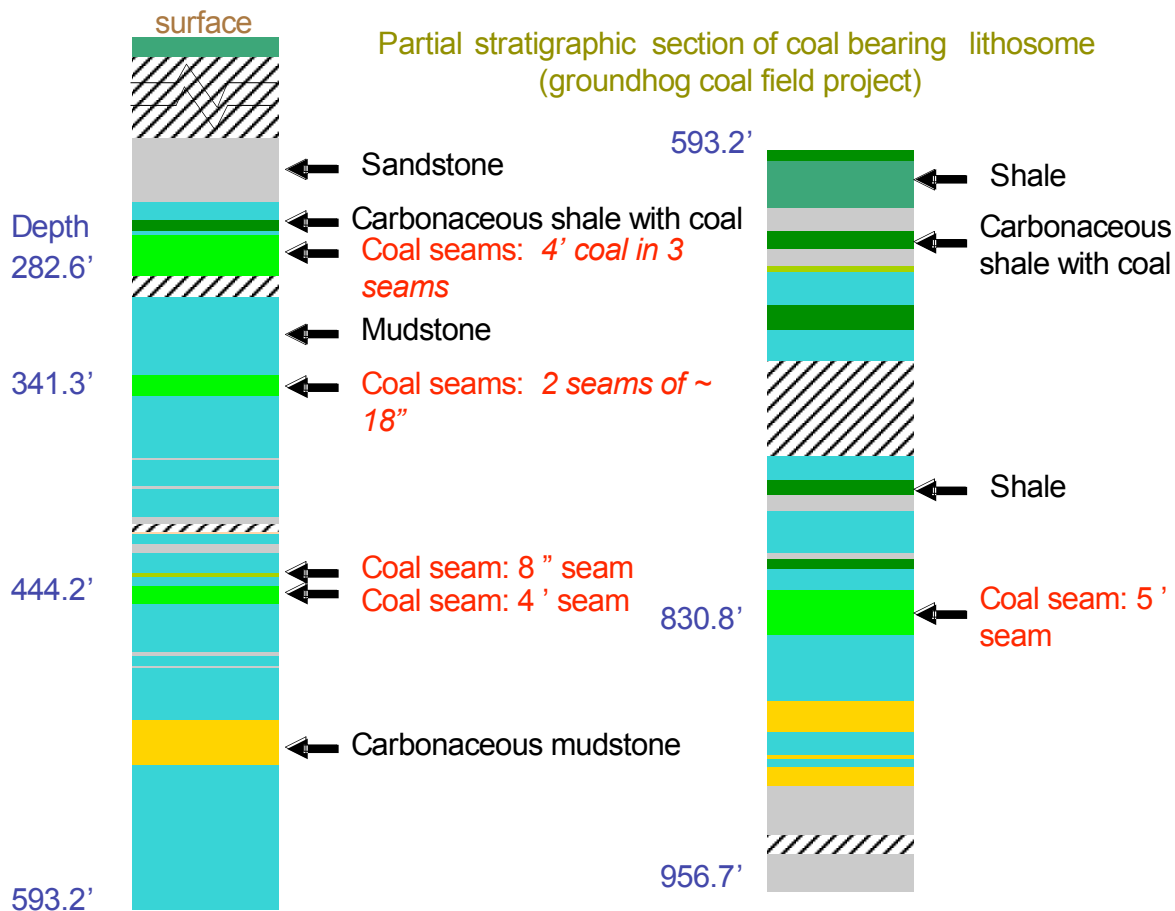 surface
Partial stratigraphic section of coal bearing lithosome
(groundhog coal field project)
Sandstone
Carbonaceous shale with coal
Depth
282.6’
Coal seams: 4’ coal in 3
seams
Mudstone
341.3’
Coal seams: 2 seams of ~
18”
Coal seam: 8 ” seam
444.2’
Coal seam: 4 ’ seam
Carbonaceous mudstone
593.2’
593.2’
Shale
Carbonaceous
shale with coal
Shale
Coal seam: 5 ’
seam
830.8’
956.7’